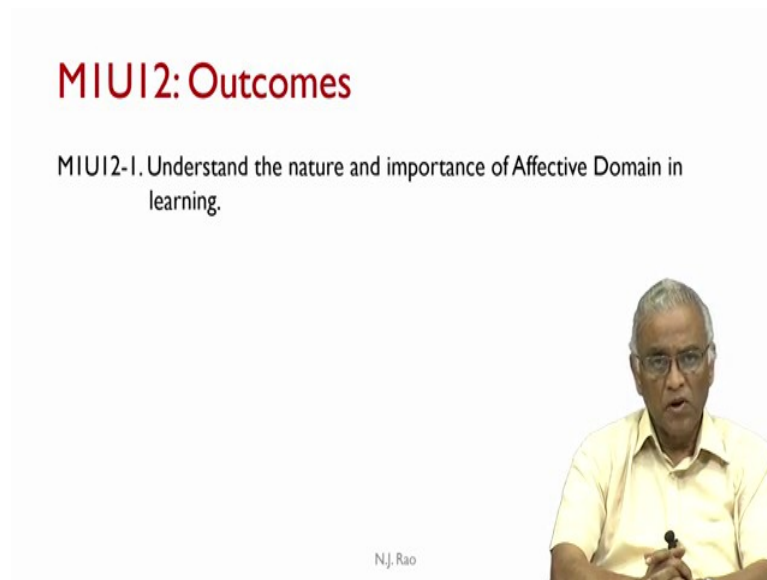 M1U12: Outcomes
M1U12-1. Understand the nature and importance of Affective Domain in
learning.
N.J. Rao